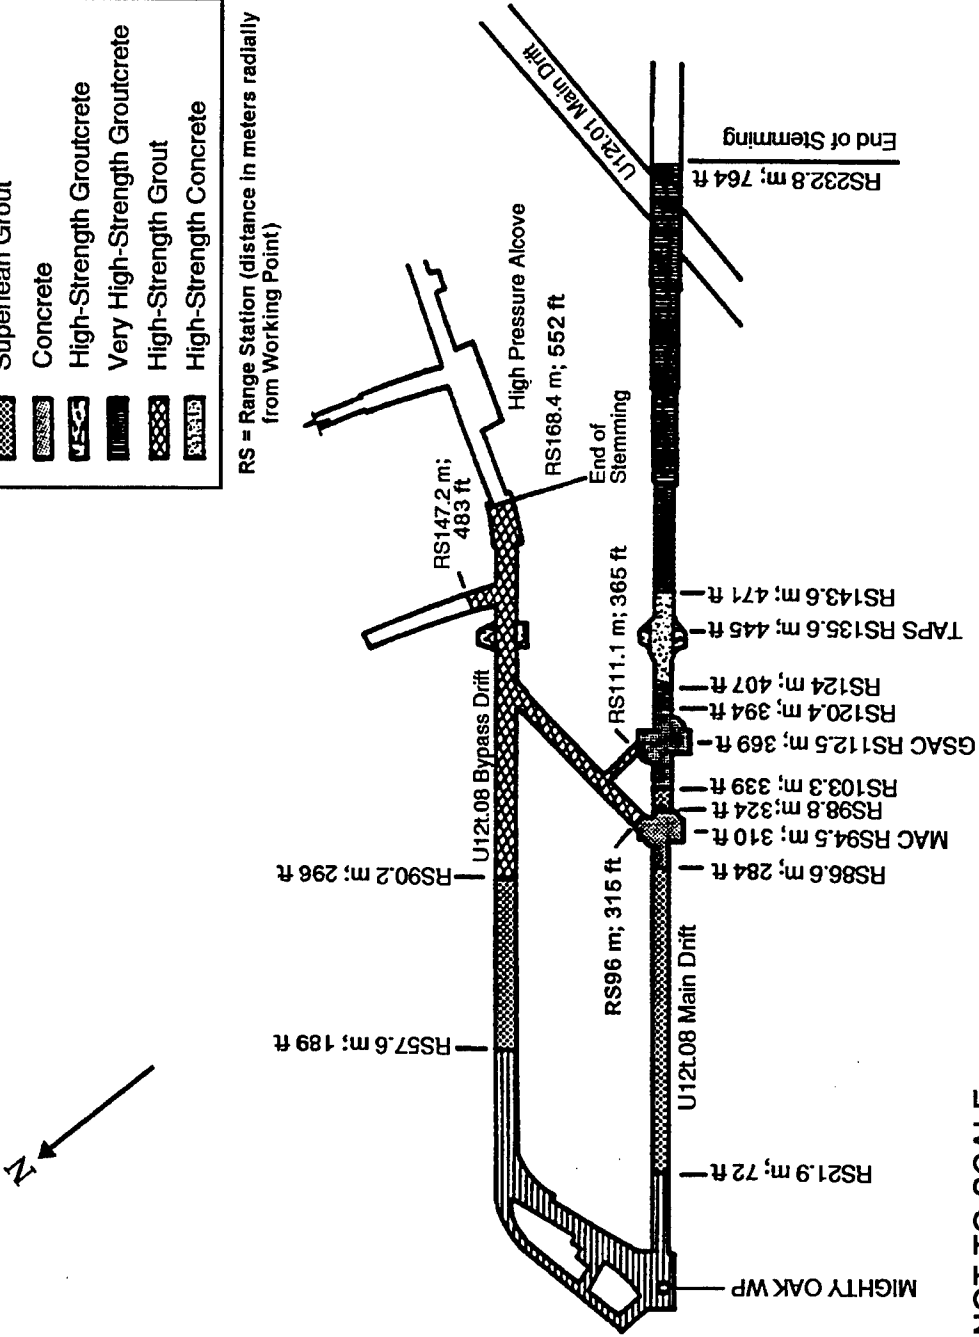 Superlean Grout
Concrete
High-Strength Groutcrete
Very High-Strength Groutcrete
High-Strength Grout
High-Strength Concrete
RS = Range Station (distance in meters radially
from Working Point)
N
U12t.01 Main Drift
RS232.8 m; 764 ft
End of Stemming
High Pressure Alcove
RS168.4 m; 552 ft
End of
Stemming
RS147.2 m;
483 ft
RS111.1 m; 365 ft
U12t.08 Bypass Drift
RS90.2 m; 296 ft
RS57.6 m; 189 ft
RS96 m; 315 ft
RS143.6 m; 471 ft
TAPS RS135.6 m; 445 ft
RS124 m; 407 ft
RS120.4 m; 394 ft
GSAC RS112.5 m; 369 ft
RS103.3 m; 339 ft
RS98.8 m;324 ft
MAC RS94.5 m; 310 ft
RS86.6 m; 284 ft
U12t.08 Main Drift
RS21.9 m; 72 ft
MIGHTY OAK WP
NOT TO SCALE